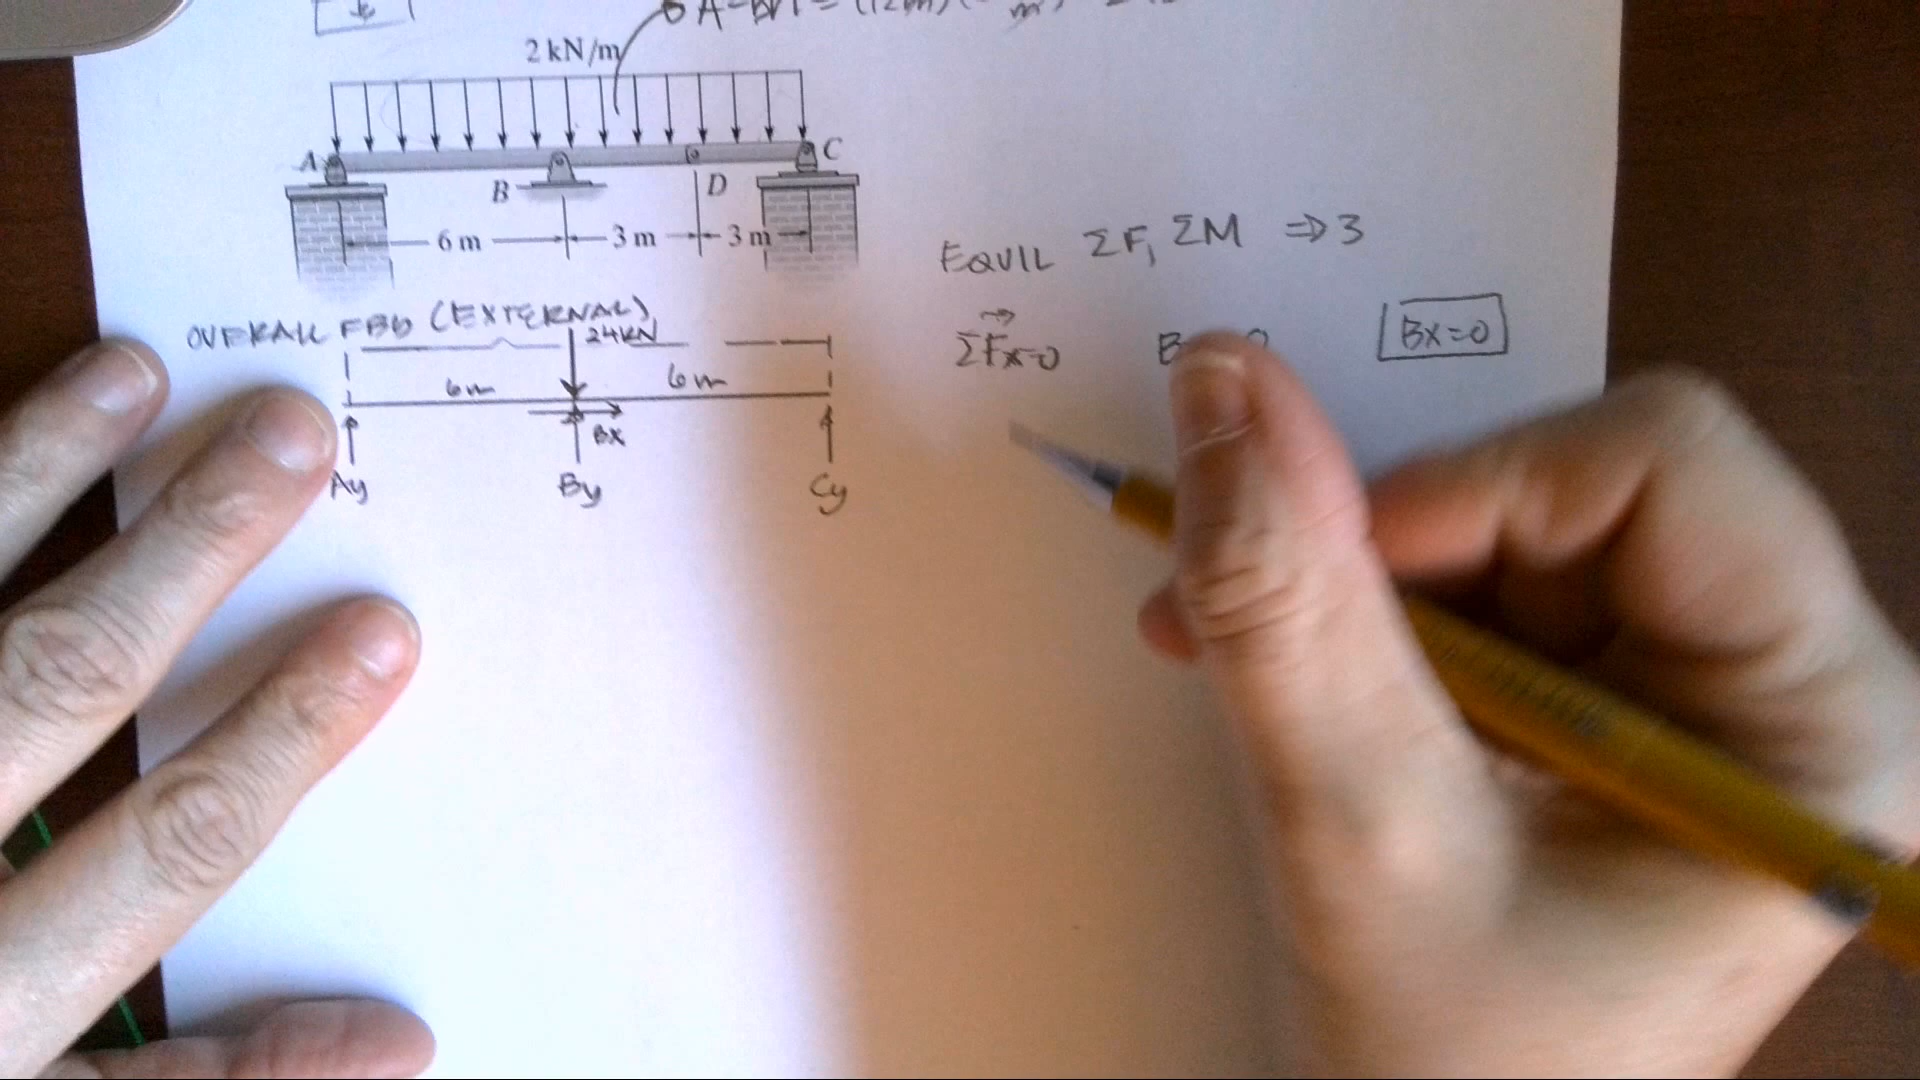 2 kN/m
A
B
D
C
6 m
3 m
3 m
EQUIL ΣF, ΣM ⇒ 3
OVERALL FBD (EXTERNAL)
24kN
ΣFx=0
Bx=0
6m
6m
Bx
Ay
By
Cy